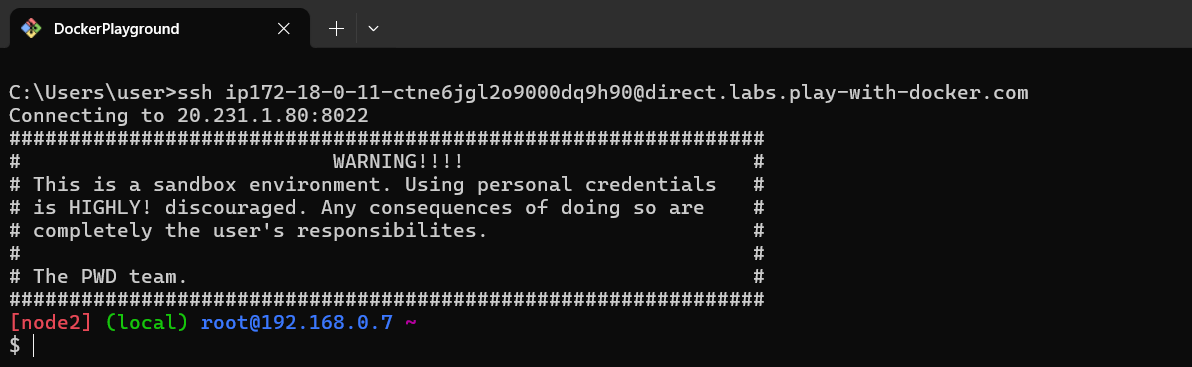 DockerPlayground
C:\Users\user>ssh ip172-18-0-11-ctne6jgl2o9000dq9h90@direct.labs.play-with-docker.com
Connecting to 20.231.1.80:8022
###############################################################
#                          WARNING!!!!                        #
# This is a sandbox environment. Using personal credentials   #
# is HIGHLY! discouraged. Any consequences of doing so are    #
# completely the user's responsibilites.                      #
#                                                             #
# The PWD team.                                               #
###############################################################
[node2] (local) root@192.168.0.7 ~
$